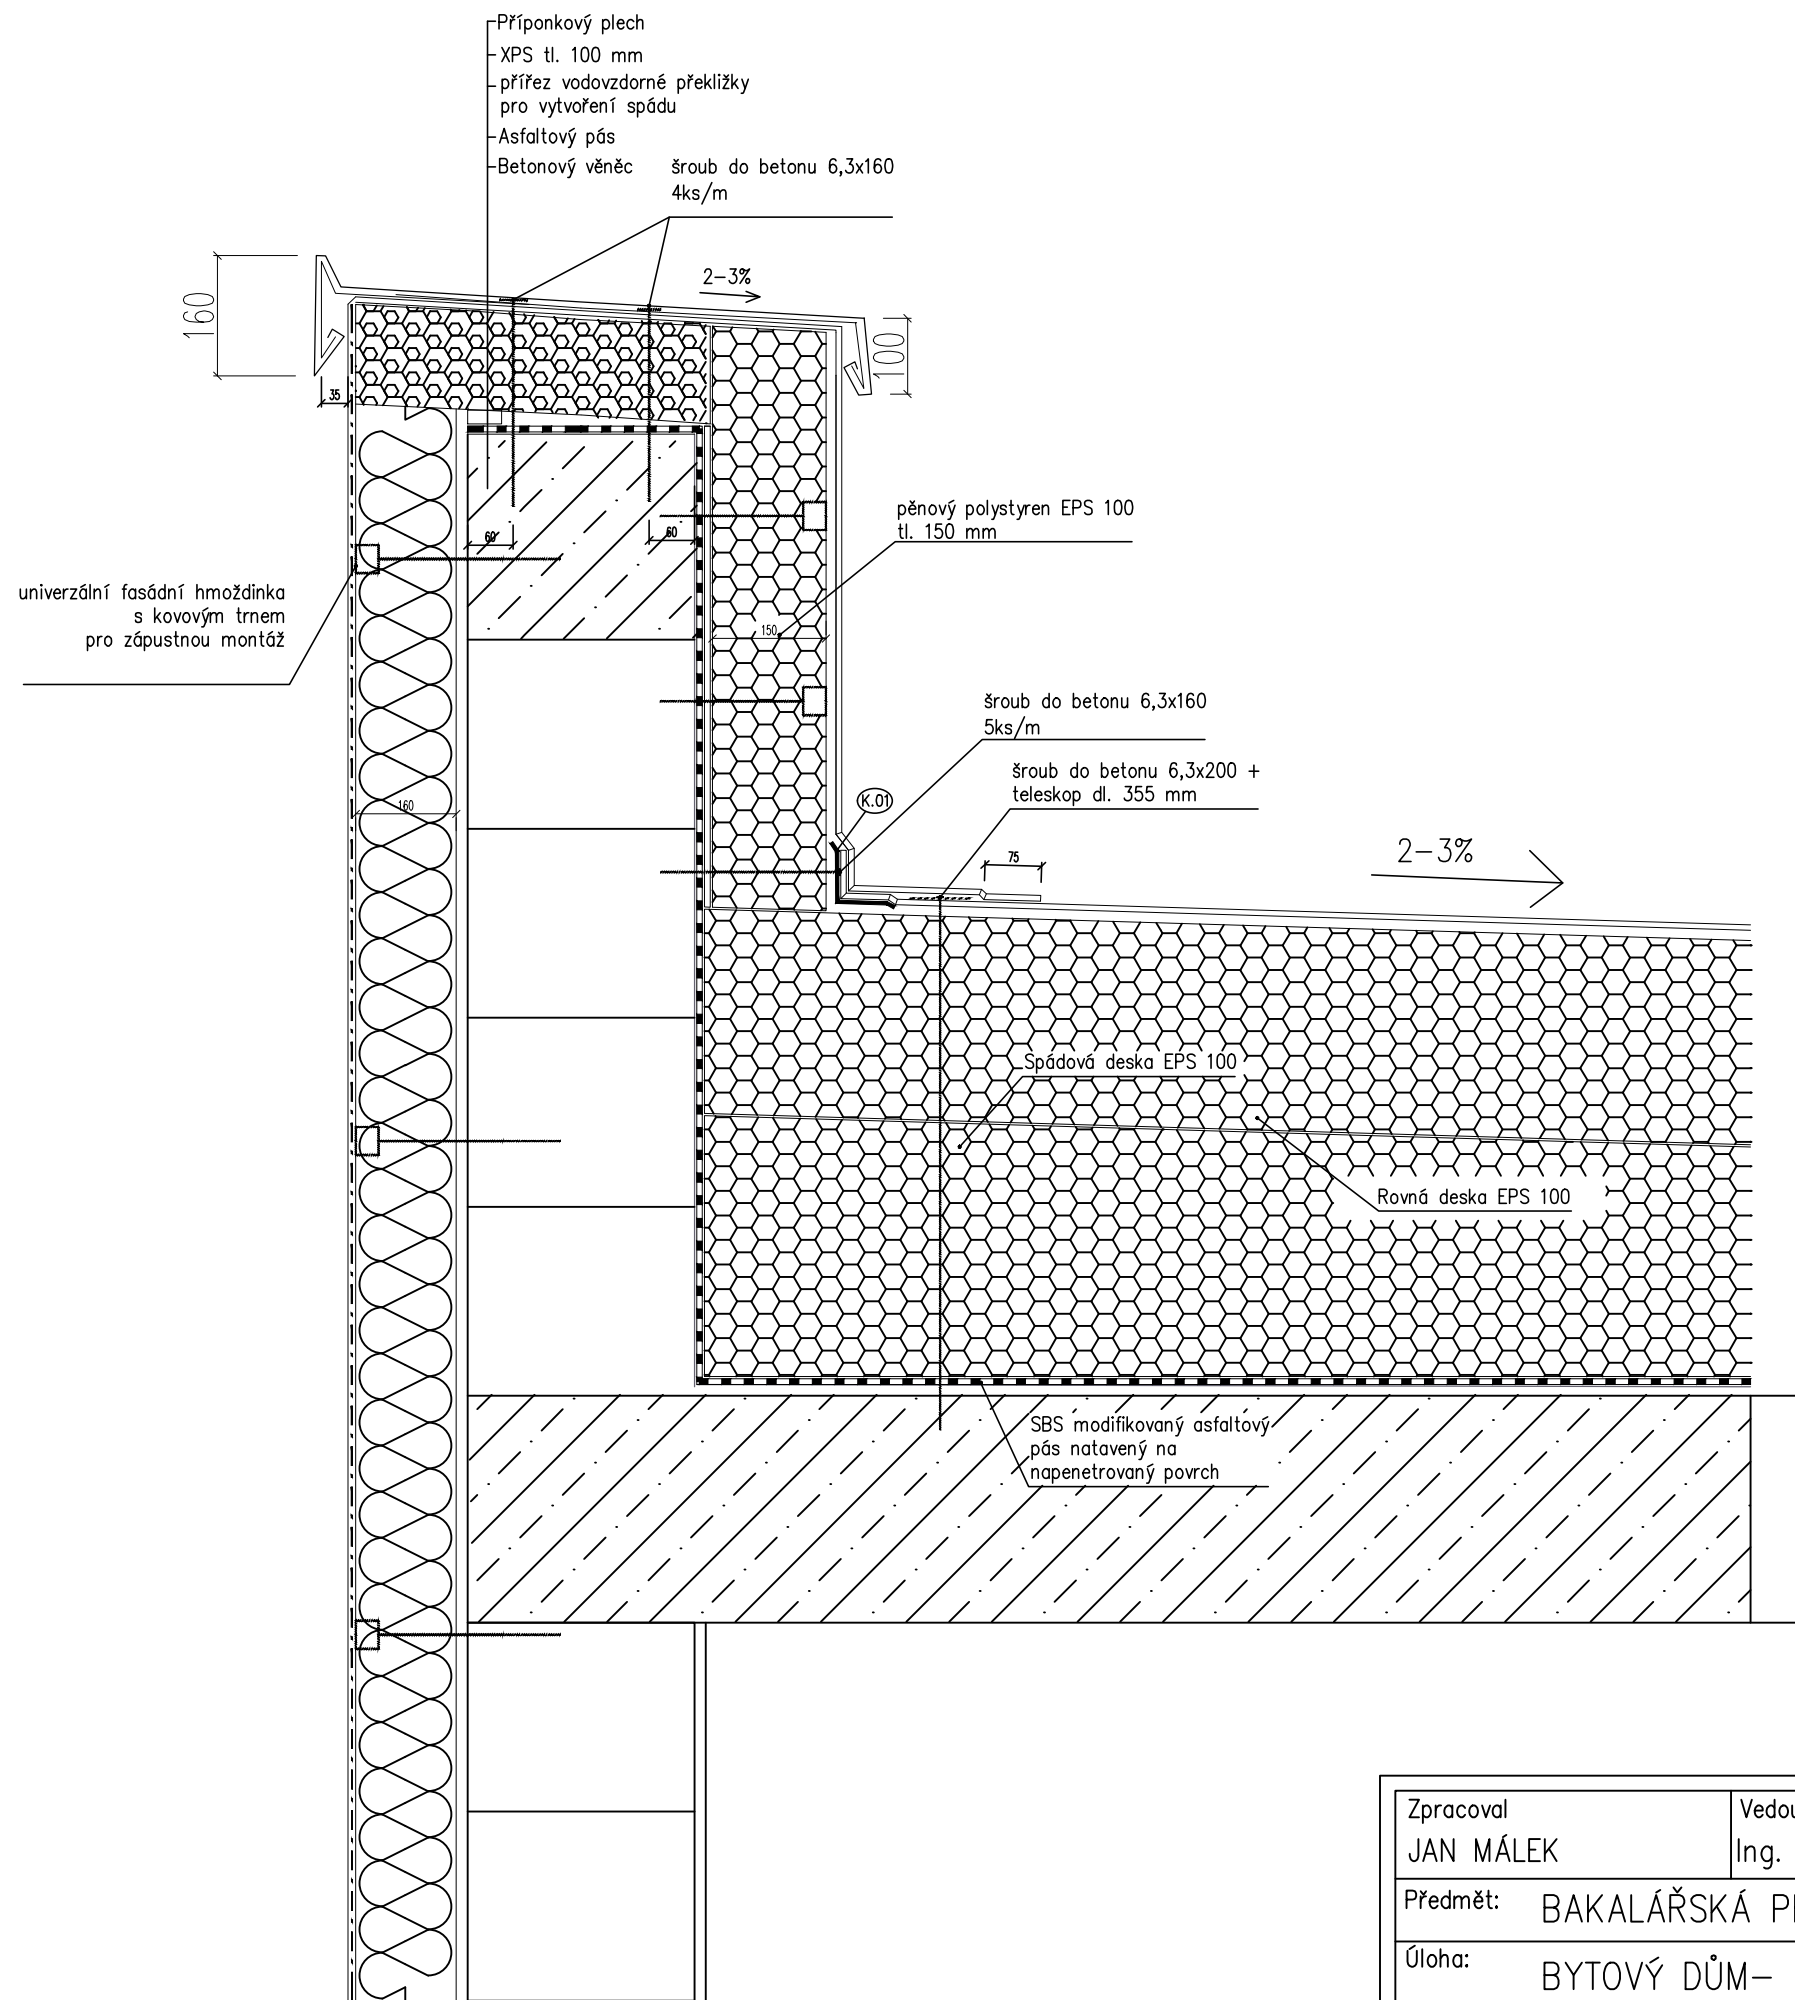 Příponkový plech
XPS tl. 100 mm
přířez vodovzdorné překližky
pro vytvoření spádu
Asfaltový pás
Betonový věněc
šroub do betonu 6,3x160
4ks/m
2-3%
160
100
35
60
60
pěnový polystyren EPS 100
tl. 150 mm
univerzální fasádní hmoždinka
s kovovým trnem
pro zápustnou montáž
150
šroub do betonu 6,3x160
5ks/m
šroub do betonu 6,3x200 +
teleskop dl. 355 mm
K.01
160
75
2-3%
Spádová deska EPS 100
Rovná deska EPS 100
SBS modifikovaný asfaltový
pás natavený na
napenetrovaný povrch
Zpracoval
JAN MÁLEK
Ing.
Předmět: BAKALÁŘSKÁ
Úloha:
BYTOVÝ DŮM-